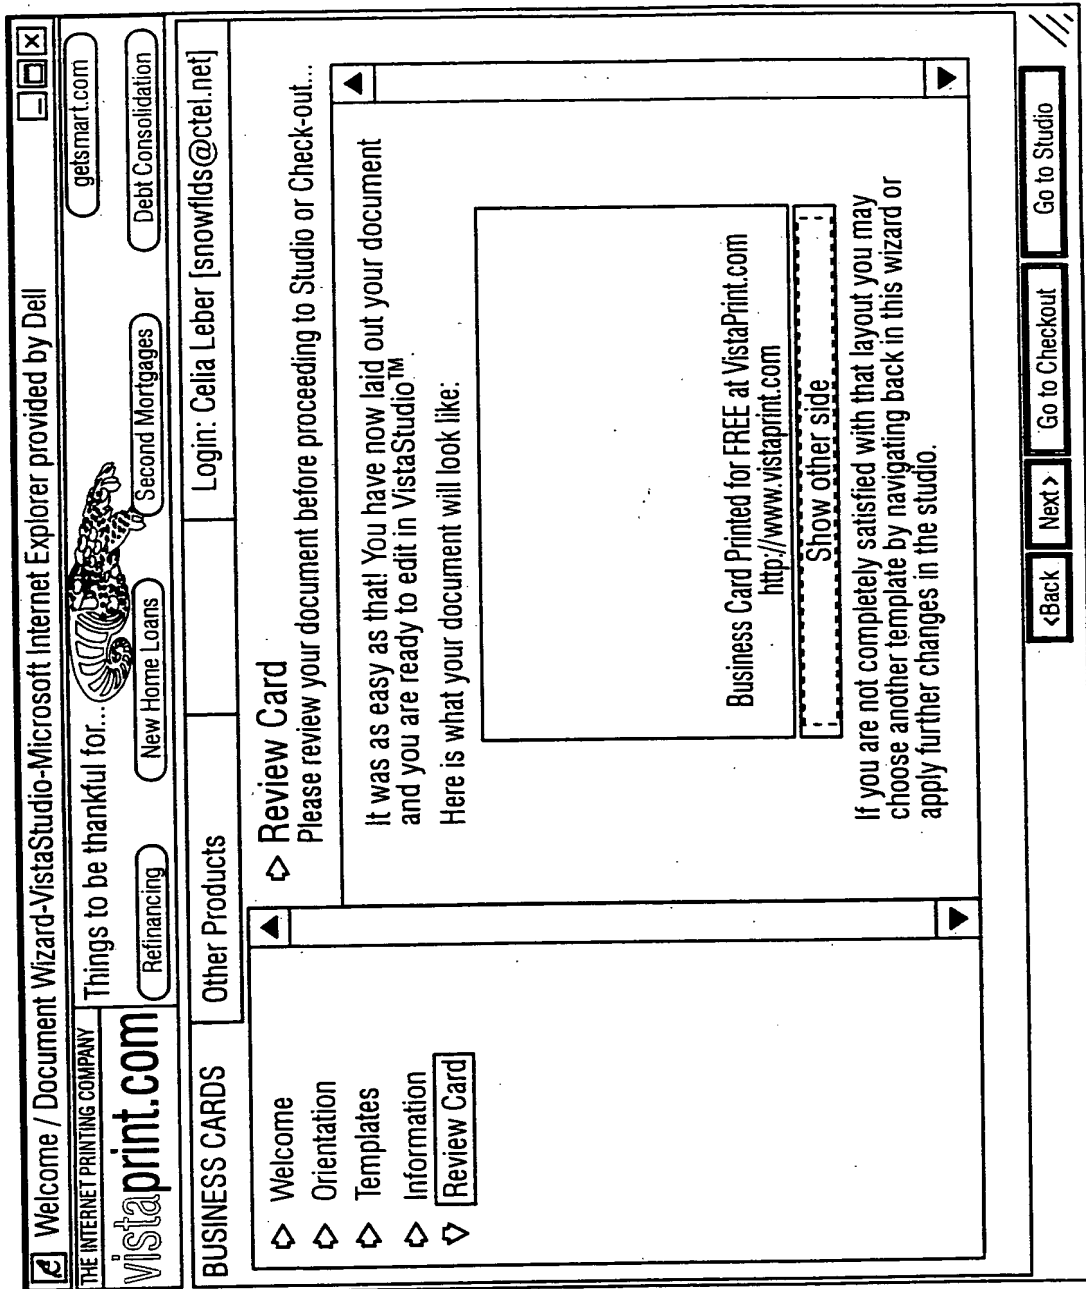 Welcome / Document Wizard-VistaStudio-Microsoft Internet Explorer provided by Dell
THE INTERNET PRINTING COMPANY
vistaprint.com
Things to be thankful for...
getsmart.com
Refinancing
New Home Loans
Second Mortgages
Debt Consolidation
BUSINESS CARDS
Other Products
Login: Celia Leber [snowflds@ctel.net]
Welcome
Orientation
Templates
Information
Review Card
Review Card
Please review your document before proceeding to Studio or Check-out...
It was as easy as that! You have now laid out your document
and you are ready to edit in VistaStudio™
Here is what your document will look like:
Business Card Printed for FREE at VistaPrint.com
http://www.vistaprint.com
Show other side
If you are not completely satisfied with that layout you may
choose another template by navigating back in this wizard or
apply further changes in the studio.
<Back
Next>
Go to Checkout
Go to Studio